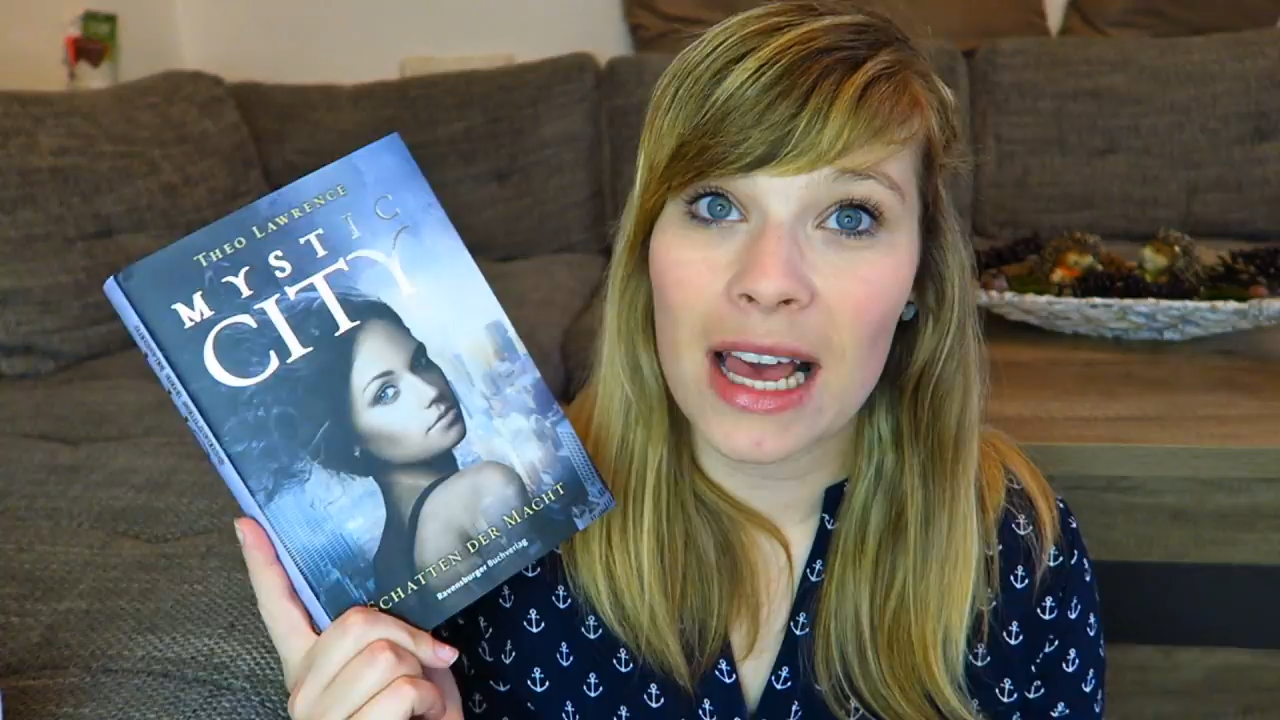 THEO LAWRENCE
MYSTIC
CITY
SCHATTEN DER MACHT
Ravensburger Buchverlag